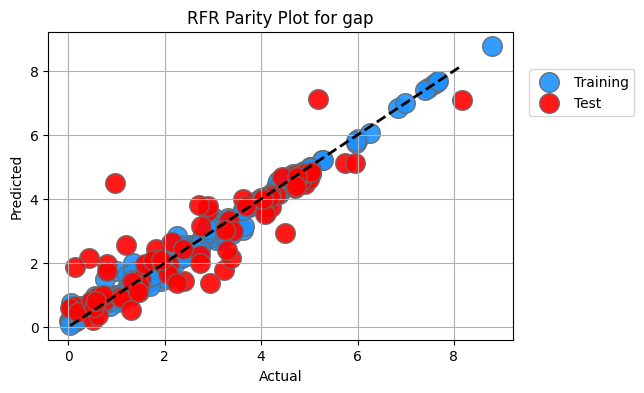 RFR Parity Plot for gap
Predicted
8
6
4
2
0
0 2 4 6 8
Actual
Training
Test